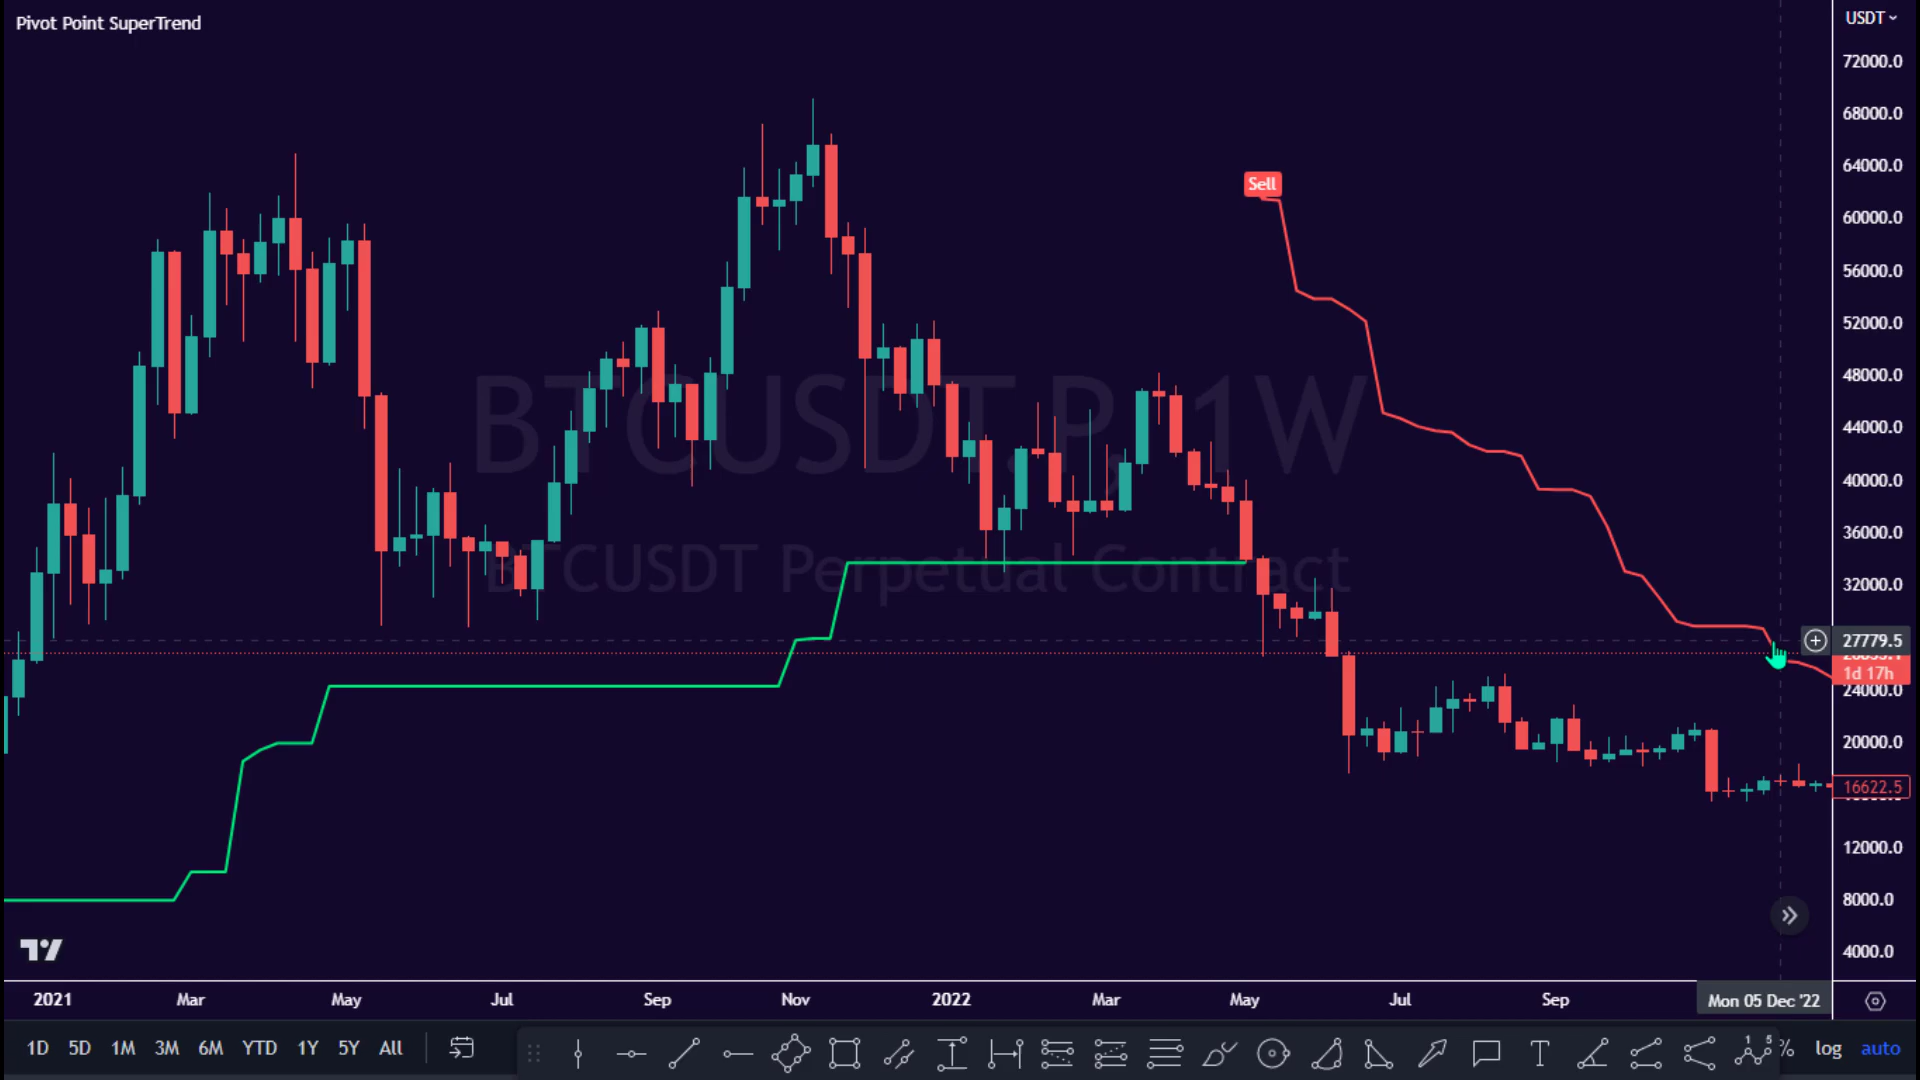 Pivot Point SuperTrend
USDT
72000.0
68000.0
64000.0
Sell
60000.0
56000.0
52000.0
48000.0
BTCUSDT.P, 1W
44000.0
40000.0
36000.0
BTCUSDT Perpetual Contract
32000.0
27779.5
1d 17h
24000.0
20000.0
16622.5
12000.0
8000.0
4000.0
2021 Mar May Jul Sep Nov 2022 Mar May Jul Sep Mon 05 Dec '22
1D 5D 1M 3M 6M YTD 1Y 5Y All T 1 5 % log auto